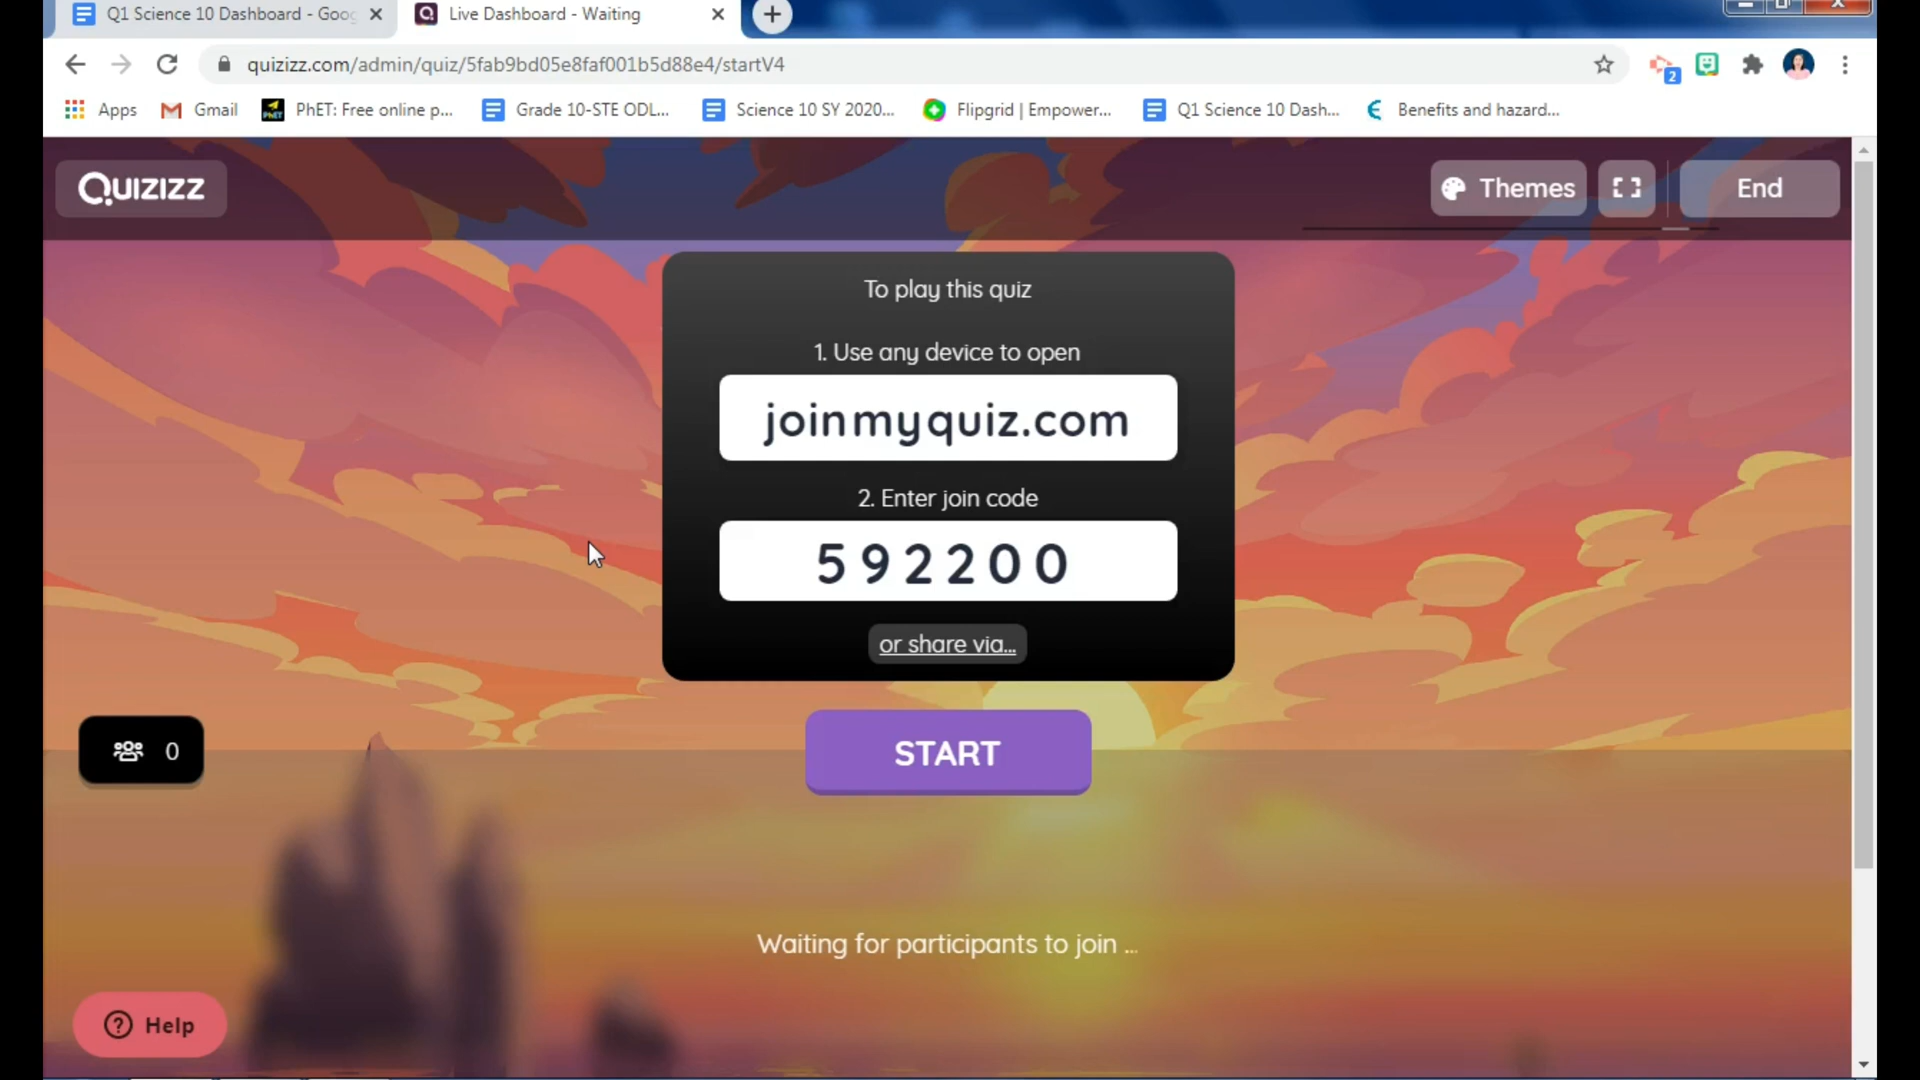 Q1 Science 10 Dashboard - Goog
Live Dashboard - Waiting
quizizz.com/admin/quiz/5fab9bd05e8faf001b5d88e4/startV4
2
Apps
Gmail
PhET: Free online p...
Grade 10-STE ODL...
Science 10 SY 2020...
Flipgrid | Empower...
Q1 Science 10 Dash...
Benefits and hazard...
QUIZIZZ
Themes
End
To play this quiz
1. Use any device to open
joinmyquiz.com
2. Enter join code
592200
or share via...
0
START
Waiting for participants to join ...
Help